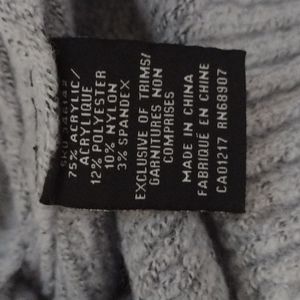 75% ACRYLIC/
ACRYLIQUE
12% POLYESTER
10% NYLON
3% SPANDEX
EXCLUSIVE OF TRIMS/
GARNITURES NON
COMPRISES
MADE IN CHINA
FABRIQUÉ EN CHINE
CA01217 RN68907